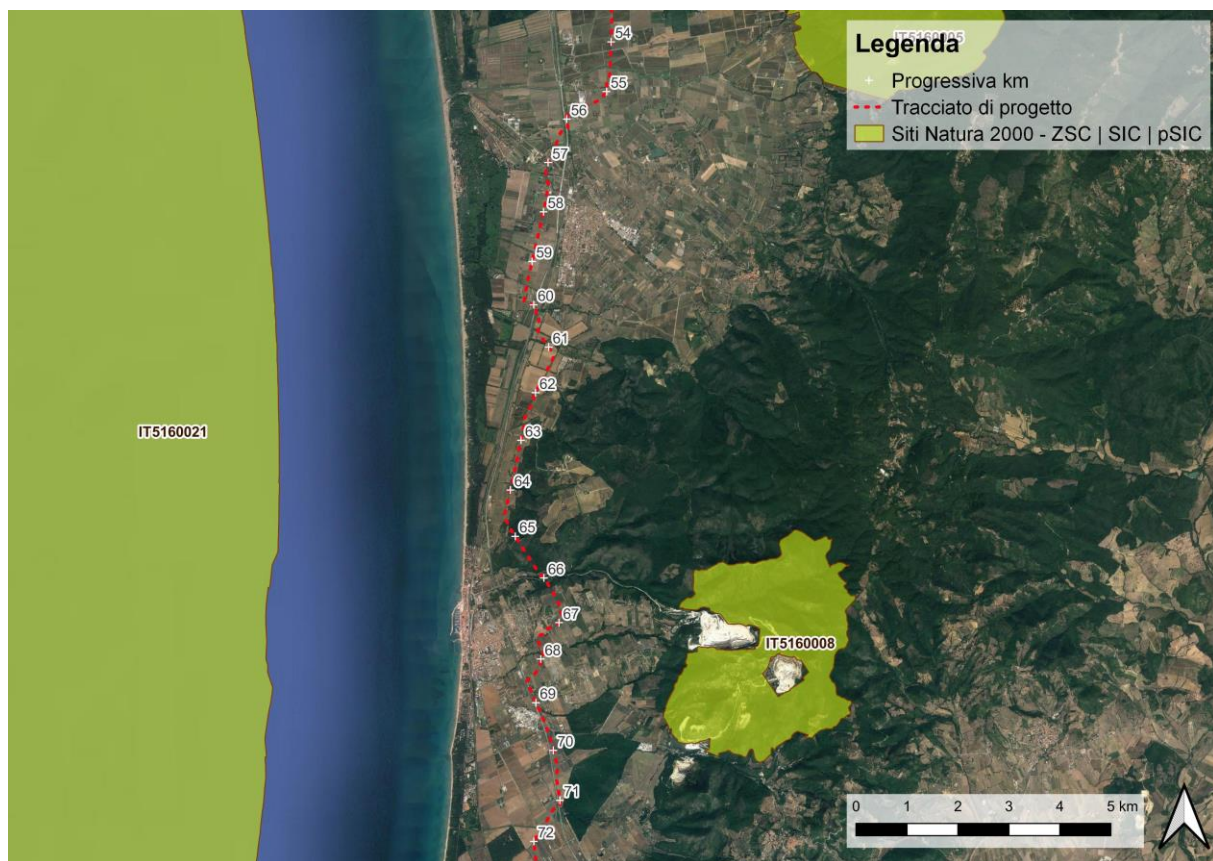 54
Legenda
IT5160005
Progressiva km
55
Tracciato di progetto
56
Siti Natura 2000 - ZSC | SIC | pSIC
57
58
59
60
61
62
IT5160021
63
64
65
66
67
IT5160008
68
69
70
71
0 1 2 3 4 5 km
72